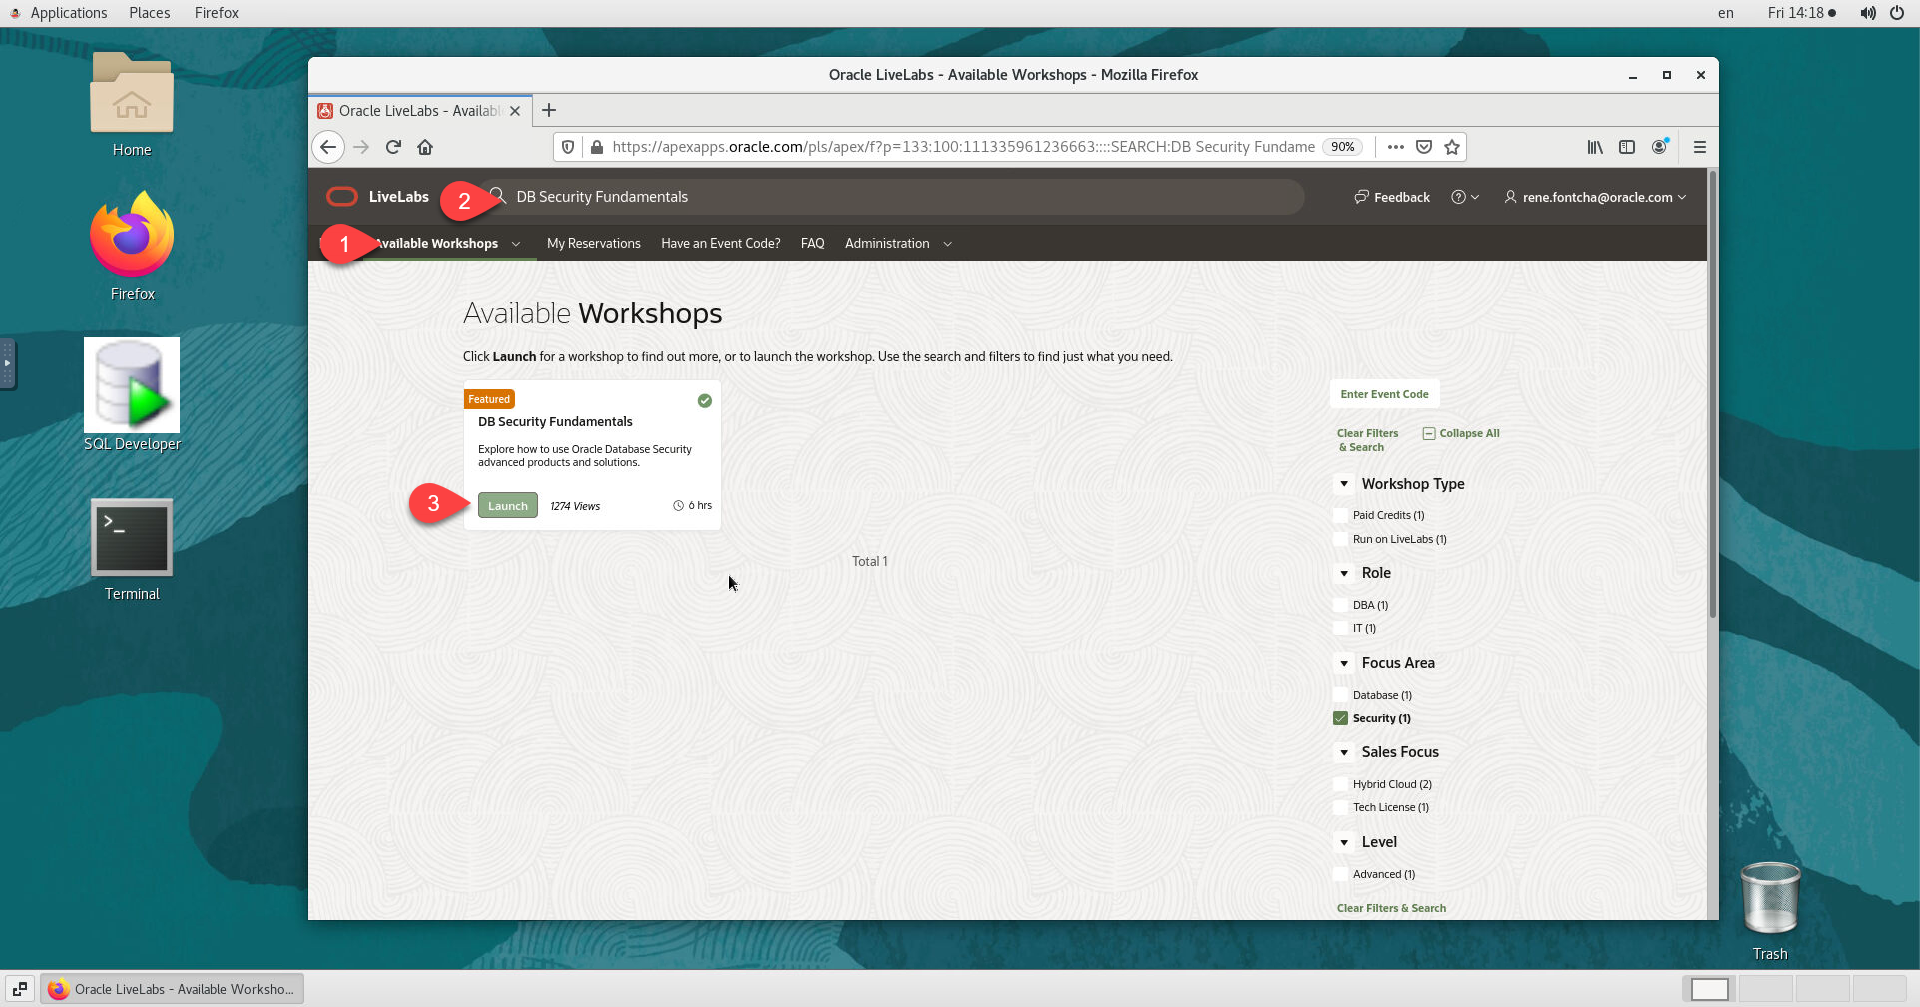 Applications Places Firefox
en Fri 14:18
Home
Firefox
SQL Developer
>_
Terminal
Trash
Oracle LiveLabs - Available Workshops - Mozilla Firefox
Oracle LiveLabs - Availab
https://apexapps.oracle.com/pls/apex/f?p=133:100:111335961236663::::SEARCH:DB Security Fundame 90%
LiveLabs 2 DB Security Fundamentals Feedback rene.fontcha@oracle.com
1 Available Workshops My Reservations Have an Event Code? FAQ Administration
Available Workshops
Click Launch for a workshop to find out more, or to launch the workshop. Use the search and filters to find just what you need.
Featured
DB Security Fundamentals
Explore how to use Oracle Database Security
advanced products and solutions.
3 Launch 1274 Views 6 hrs
Total 1
Enter Event Code
Clear Filters
& Search
Collapse All
Workshop Type
Paid Credits (1)
Run on LiveLabs (1)
Role
DBA (1)
IT (1)
Focus Area
Database (1)
Security (1)
Sales Focus
Hybrid Cloud (2)
Tech License (1)
Level
Advanced (1)
Clear Filters & Search
Oracle LiveLabs - Available Worksho...